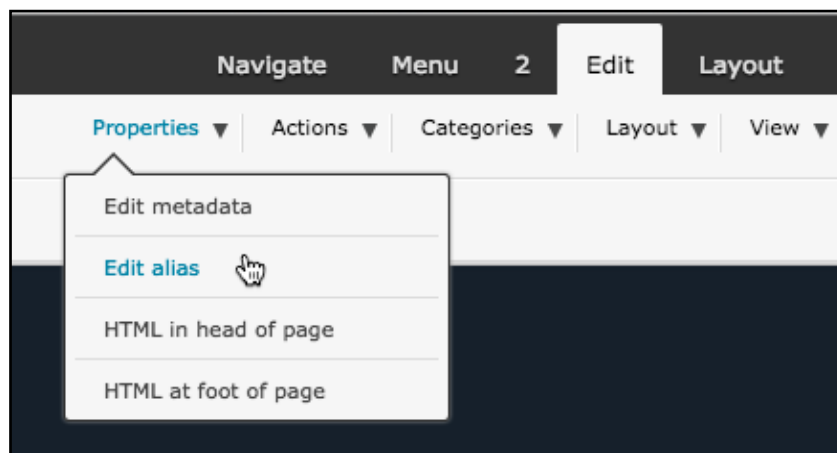 Navigate Menu 2 Edit Layout
Properties ▼ Actions ▼ Categories ▼ Layout ▼ View ▼
Edit metadata
Edit alias
HTML in head of page
HTML at foot of page